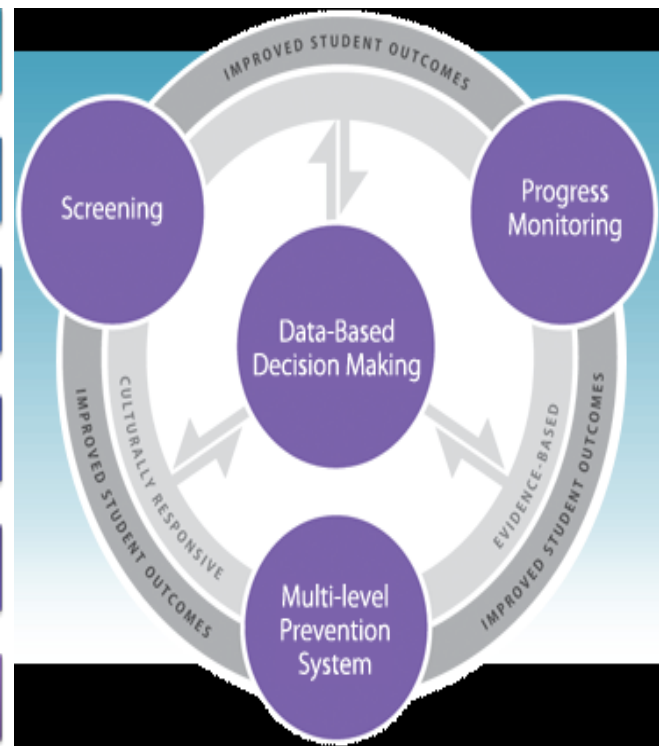 IMPROVED STUDENT OUTCOMES
Screening
Progress
Monitoring
Data-Based
Decision Making
CULTURALLY RESPONSIVE
EVIDENCE-BASED
IMPROVED STUDENT OUTCOMES
IMPROVED STUDENT OUTCOMES
Multi-level
Prevention
System